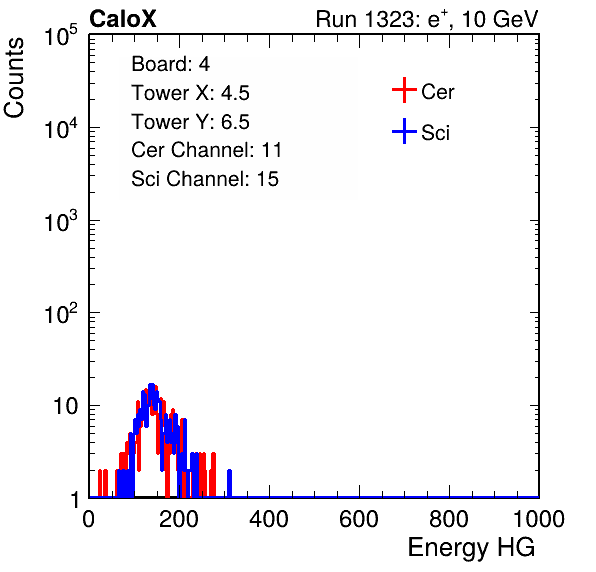 CaloX Run 1323: e⁺, 10 GeV
Counts
10⁵
10⁴
10³
10²
10
1
Board: 4
Tower X: 4.5
Tower Y: 6.5
Cer Channel: 11
Sci Channel: 15
Cer
Sci
0 200 400 600 800 1000
Energy HG